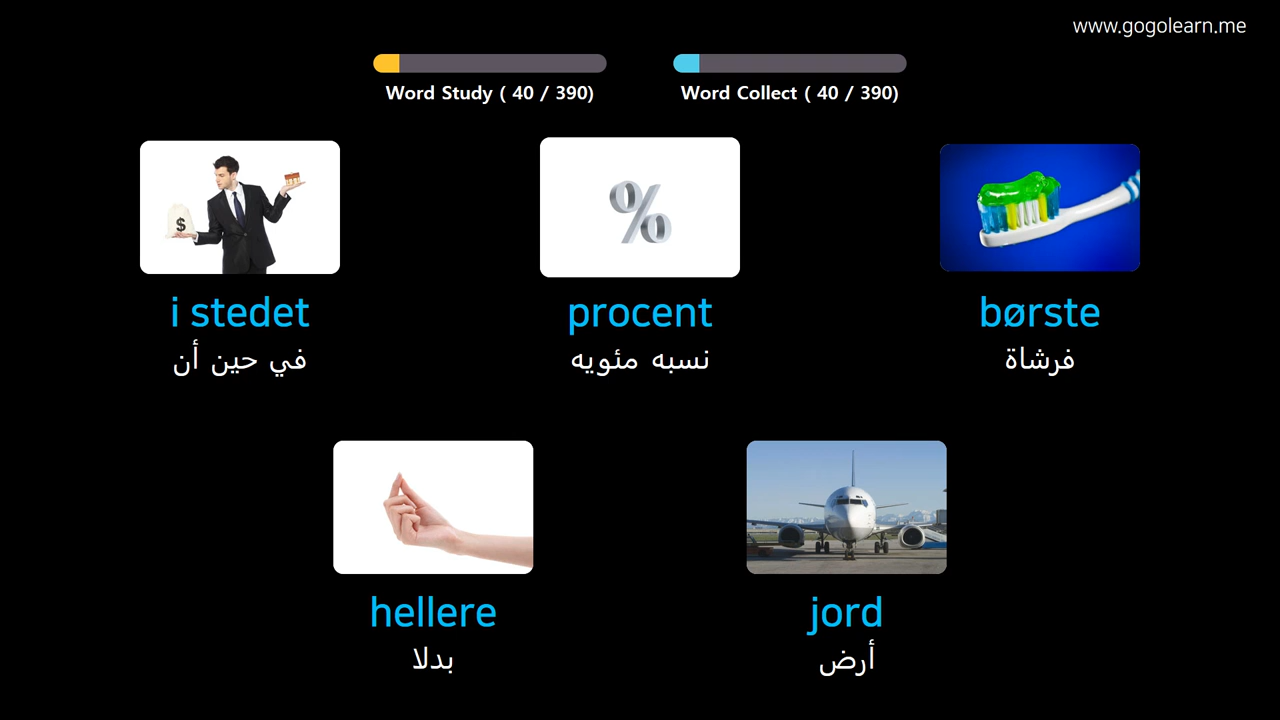 www.gogolearn.me
Word Study ( 40 / 390)
Word Collect ( 40 / 390)
$
%
i stedet
في حين أن
procent
نسبه مئويه
børste
فرشاة
hellere
بدلا
jord
أرض